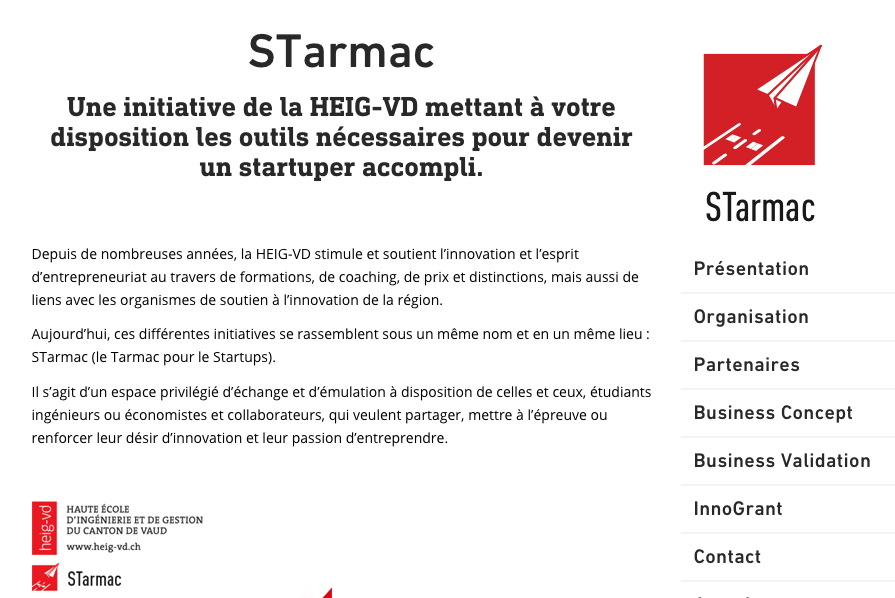 STarmac
Une initiative de la HEIG-VD mettant à votre
disposition les outils nécessaires pour devenir
un startuper accompli.
Depuis de nombreuses années, la HEIG-VD stimule et soutient l’innovation et l’esprit
d’entrepreneuriat au travers de formations, de coaching, de prix et distinctions, mais aussi de
liens avec les organismes de soutien à l’innovation de la région.
Aujourd’hui, ces différentes initiatives se rassemblent sous un même nom et en un même lieu :
STarmac (le Tarmac pour le Startups).
Il s’agit d’un espace privilégié d’échange et d’émulation à disposition de celles et ceux, étudiants
ingénieurs ou économistes et collaborateurs, qui veulent partager, mettre à l’épreuve ou
renforcer leur désir d’innovation et leur passion d’entreprendre.
heig-vd
HAUTE ÉCOLE
D’INGÉNIERIE ET DE GESTION
DU CANTON DE VAUD
www.heig-vd.ch
STarmac
STarmac
Présentation
Organisation
Partenaires
Business Concept
Business Validation
InnoGrant
Contact